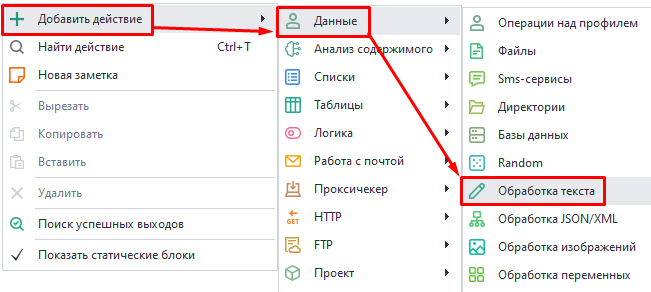 Добавить действие
Найти действие Ctrl+T
Новая заметка
Вырезать
Копировать
Вставить
Удалить
Поиск успешных выходов
Показать статические блоки
Данные
Анализ содержимого
Списки
Таблицы
Логика
Работа с почтой
Проксичекер
GET
HTTP
FTP
Проект
Операции над профилем
Файлы
Sms-сервисы
Директории
Базы данных
Random
Обработка текста
Обработка JSON/XML
Обработка изображений
Обработка переменных